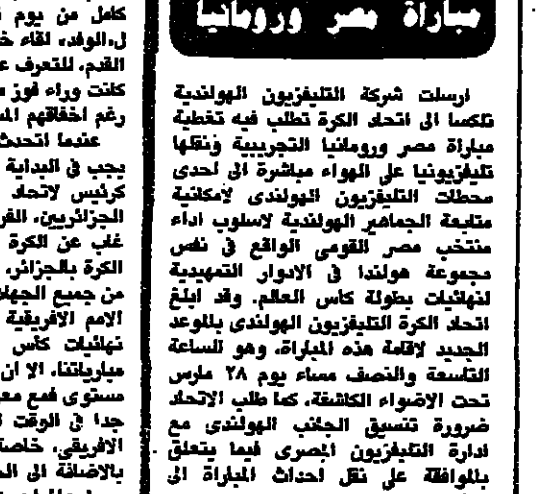 مباراة مصر ورومانيا
ارسلت شركة التليفزيون الهولندية
تلكسا الى اتحاد الكرة تطلب فيه تغطية
مباراة مصر ورومانيا التجريبية ونقلها
تليفزيونيا على الهواء مباشرة الى احدى
محطات التليفزيون الهولندى لامكانية
متابعة الجماهير الهولندية لاسلوب اداء
منتخب مصر القومى الواقع فى نفس
مجموعة هولندا فى الادوار التمهيدية
لنهائيات بطولة كاس العالم. وقد ابلغ
اتحاد الكرة التليفزيون الهولندى بالموعد
الجديد لاقامة هذه المباراة، وهو الساعة
التاسعة والنصف مساء يوم ٢٨ مارس
تحت الاضواء الكاشفة، كما طلب الاتحاد
ضرورة تنسيق الجانب الهولندى مع
ادارة التليفزيون المصرى فيما يتعلق
بالموافقة على نقل احداث المباراة الى
كامل من يوم
ل.الوفد، لقاء
القدم، للتعرف
كانت وراء فوز
رغم اخفاقهم
عندما اتحدث
يجب فى البداية
كرئيس لاتحاد
الجزائريين،
غاب عن الكرة
الكرة بالجزائر،
من جميع
الامم الافريقية
نهائيات كأس
مبارياتنا، الا ان
مستوى
جدا فى الوقت
الافريقى، خاصة
بالاضافة الى